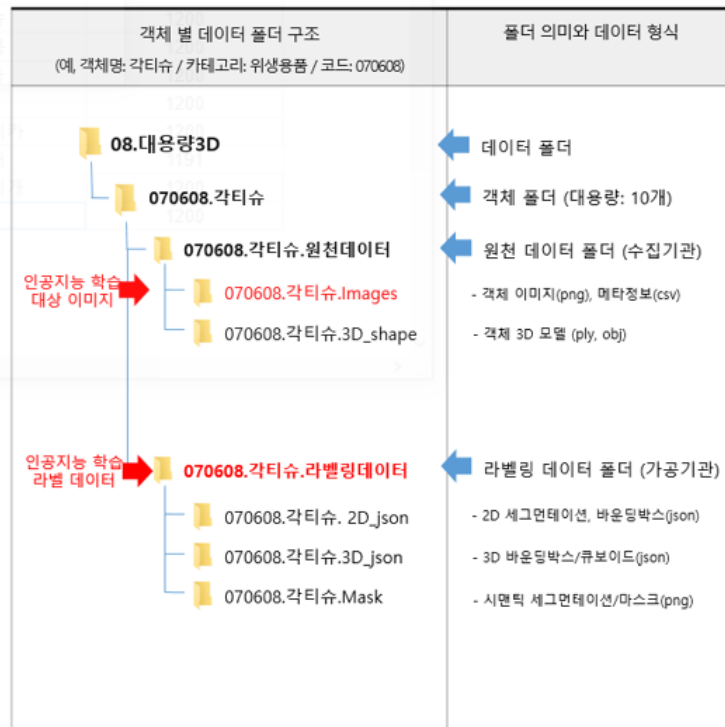 객체 별 데이터 폴더 구조
(예, 객체명: 각티슈 / 카테고리: 위생용품 / 코드: 070608)
폴더 의미와 데이터 형식
08.대용량3D
데이터 폴더
070608.각티슈
객체 폴더 (대용량: 10개)
070608.각티슈.원천데이터
원천 데이터 폴더 (수집기관)
인공지능 학습
대상 이미지
070608.각티슈.Images
- 객체 이미지(png), 메타정보(csv)
070608.각티슈.3D_shape
- 객체 3D 모델 (ply, obj)
인공지능 학습
라벨 데이터
070608.각티슈.라벨링데이터
라벨링 데이터 폴더 (가공기관)
070608.각티슈. 2D_json
- 2D 세그먼테이션, 바운딩박스(json)
070608.각티슈.3D_json
- 3D 바운딩박스/큐보이드(json)
070608.각티슈.Mask
- 시맨틱 세그먼테이션/마스크(png)
1200
1200
1200
1191
1200
1200